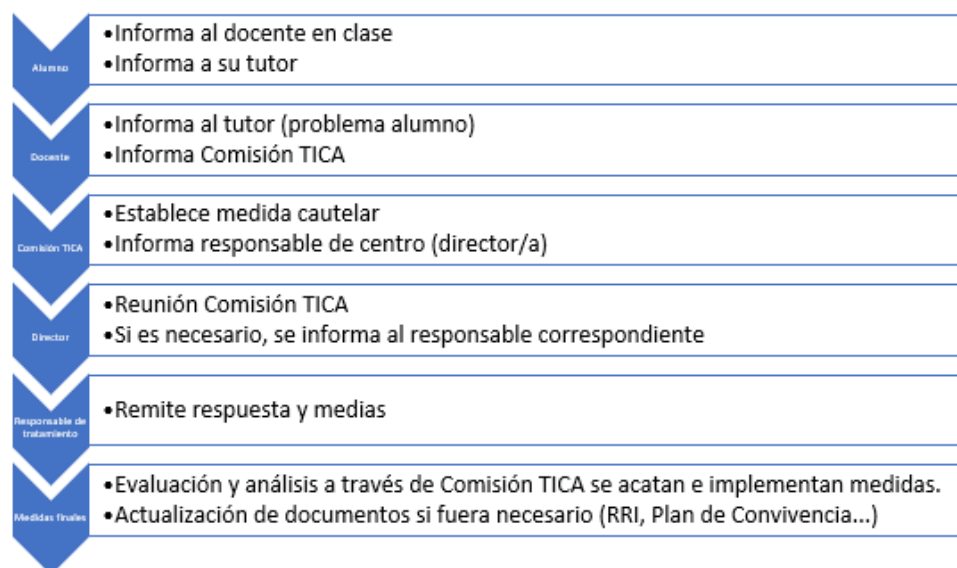 Alumno
•Informa al docente en clase
•Informa a su tutor
Docente
•Informa al tutor (problema alumno)
•Informa Comisión TICA
Comisión TICA
•Establece medida cautelar
•Informa responsable de centro (director/a)
Director
•Reunión Comisión TICA
•Si es necesario, se informa al responsable correspondiente
Responsable de
tratamiento
•Remite respuesta y medias
Medidas finales
•Evaluación y análisis a través de Comisión TICA se acatan e implementan medidas.
•Actualización de documentos si fuera necesario (RRI, Plan de Convivencia...)